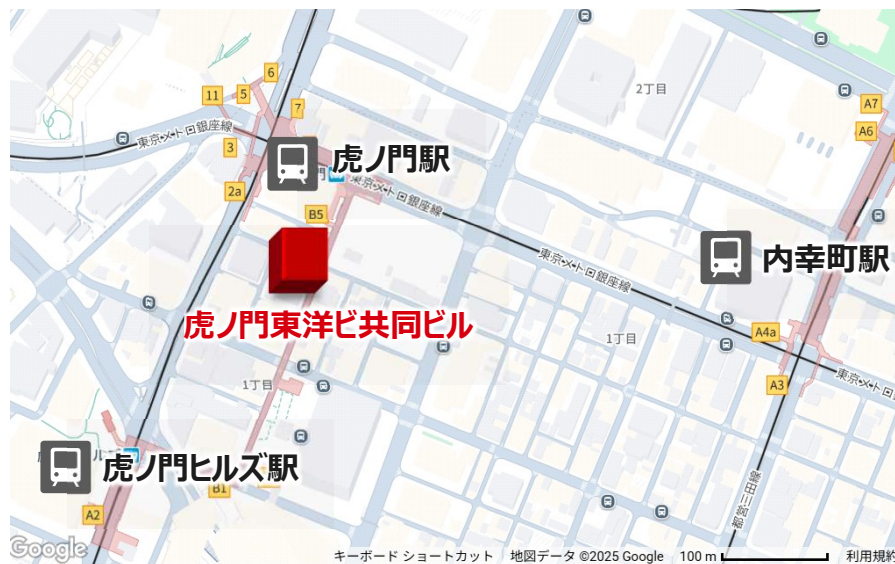 6
11
5
7
2丁目
A7
A6
東京メトロ銀座線
3
虎ノ門駅
門
東京メトロ銀座線
2a
B5
東京メトロ銀座線
内幸町駅
虎ノ門東洋ビ共同ビル
A4a
1丁目
1丁目
A3
東京メトロ
虎ノ門ヒルズ駅
B1
A2
都営三田線
Google
キーボード ショートカット 地図データ ©2025 Google 100 m 利用規約